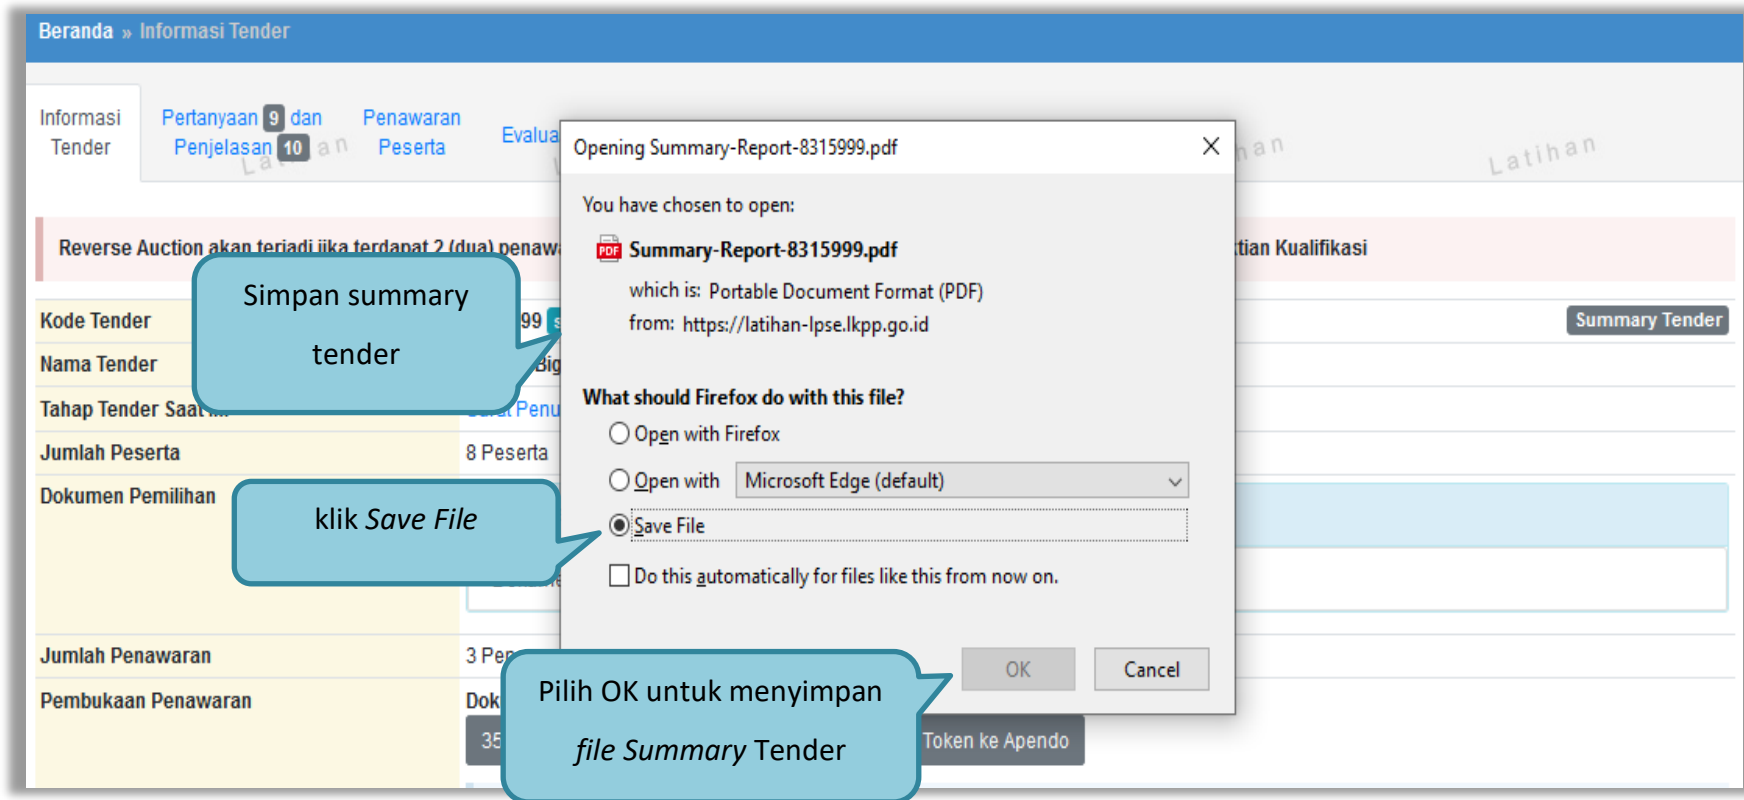 Beranda » Informasi Tender
Informasi
Tender
Pertanyaan 9 dan
Penjelasan 10
Penawaran
Peserta
Latihan
Opening Summary-Report-8315999.pdf
You have chosen to open:
PDF Summary-Report-8315999.pdf
which is: Portable Document Format (PDF)
from: https://latihan-lpse.lkpp.go.id
What should Firefox do with this file?
Open with Firefox
Open with Microsoft Edge (default)
Save File
Do this automatically for files like this from now on.
OK Cancel
Reverse Auction akan terjadi jika terdapat 2 (dua)
Kualifikasi
Simpan summary
tender
Kode Tender
Summary Tender
Nama Tender
Tahap Tender Saat
Jumlah Peserta 8 Peserta
Dokumen Pemilihan
klik Save File
Jumlah Penawaran 3
Pembukaan Penawaran
35
Token ke Apendo
Pilih OK untuk menyimpan
file Summary Tender